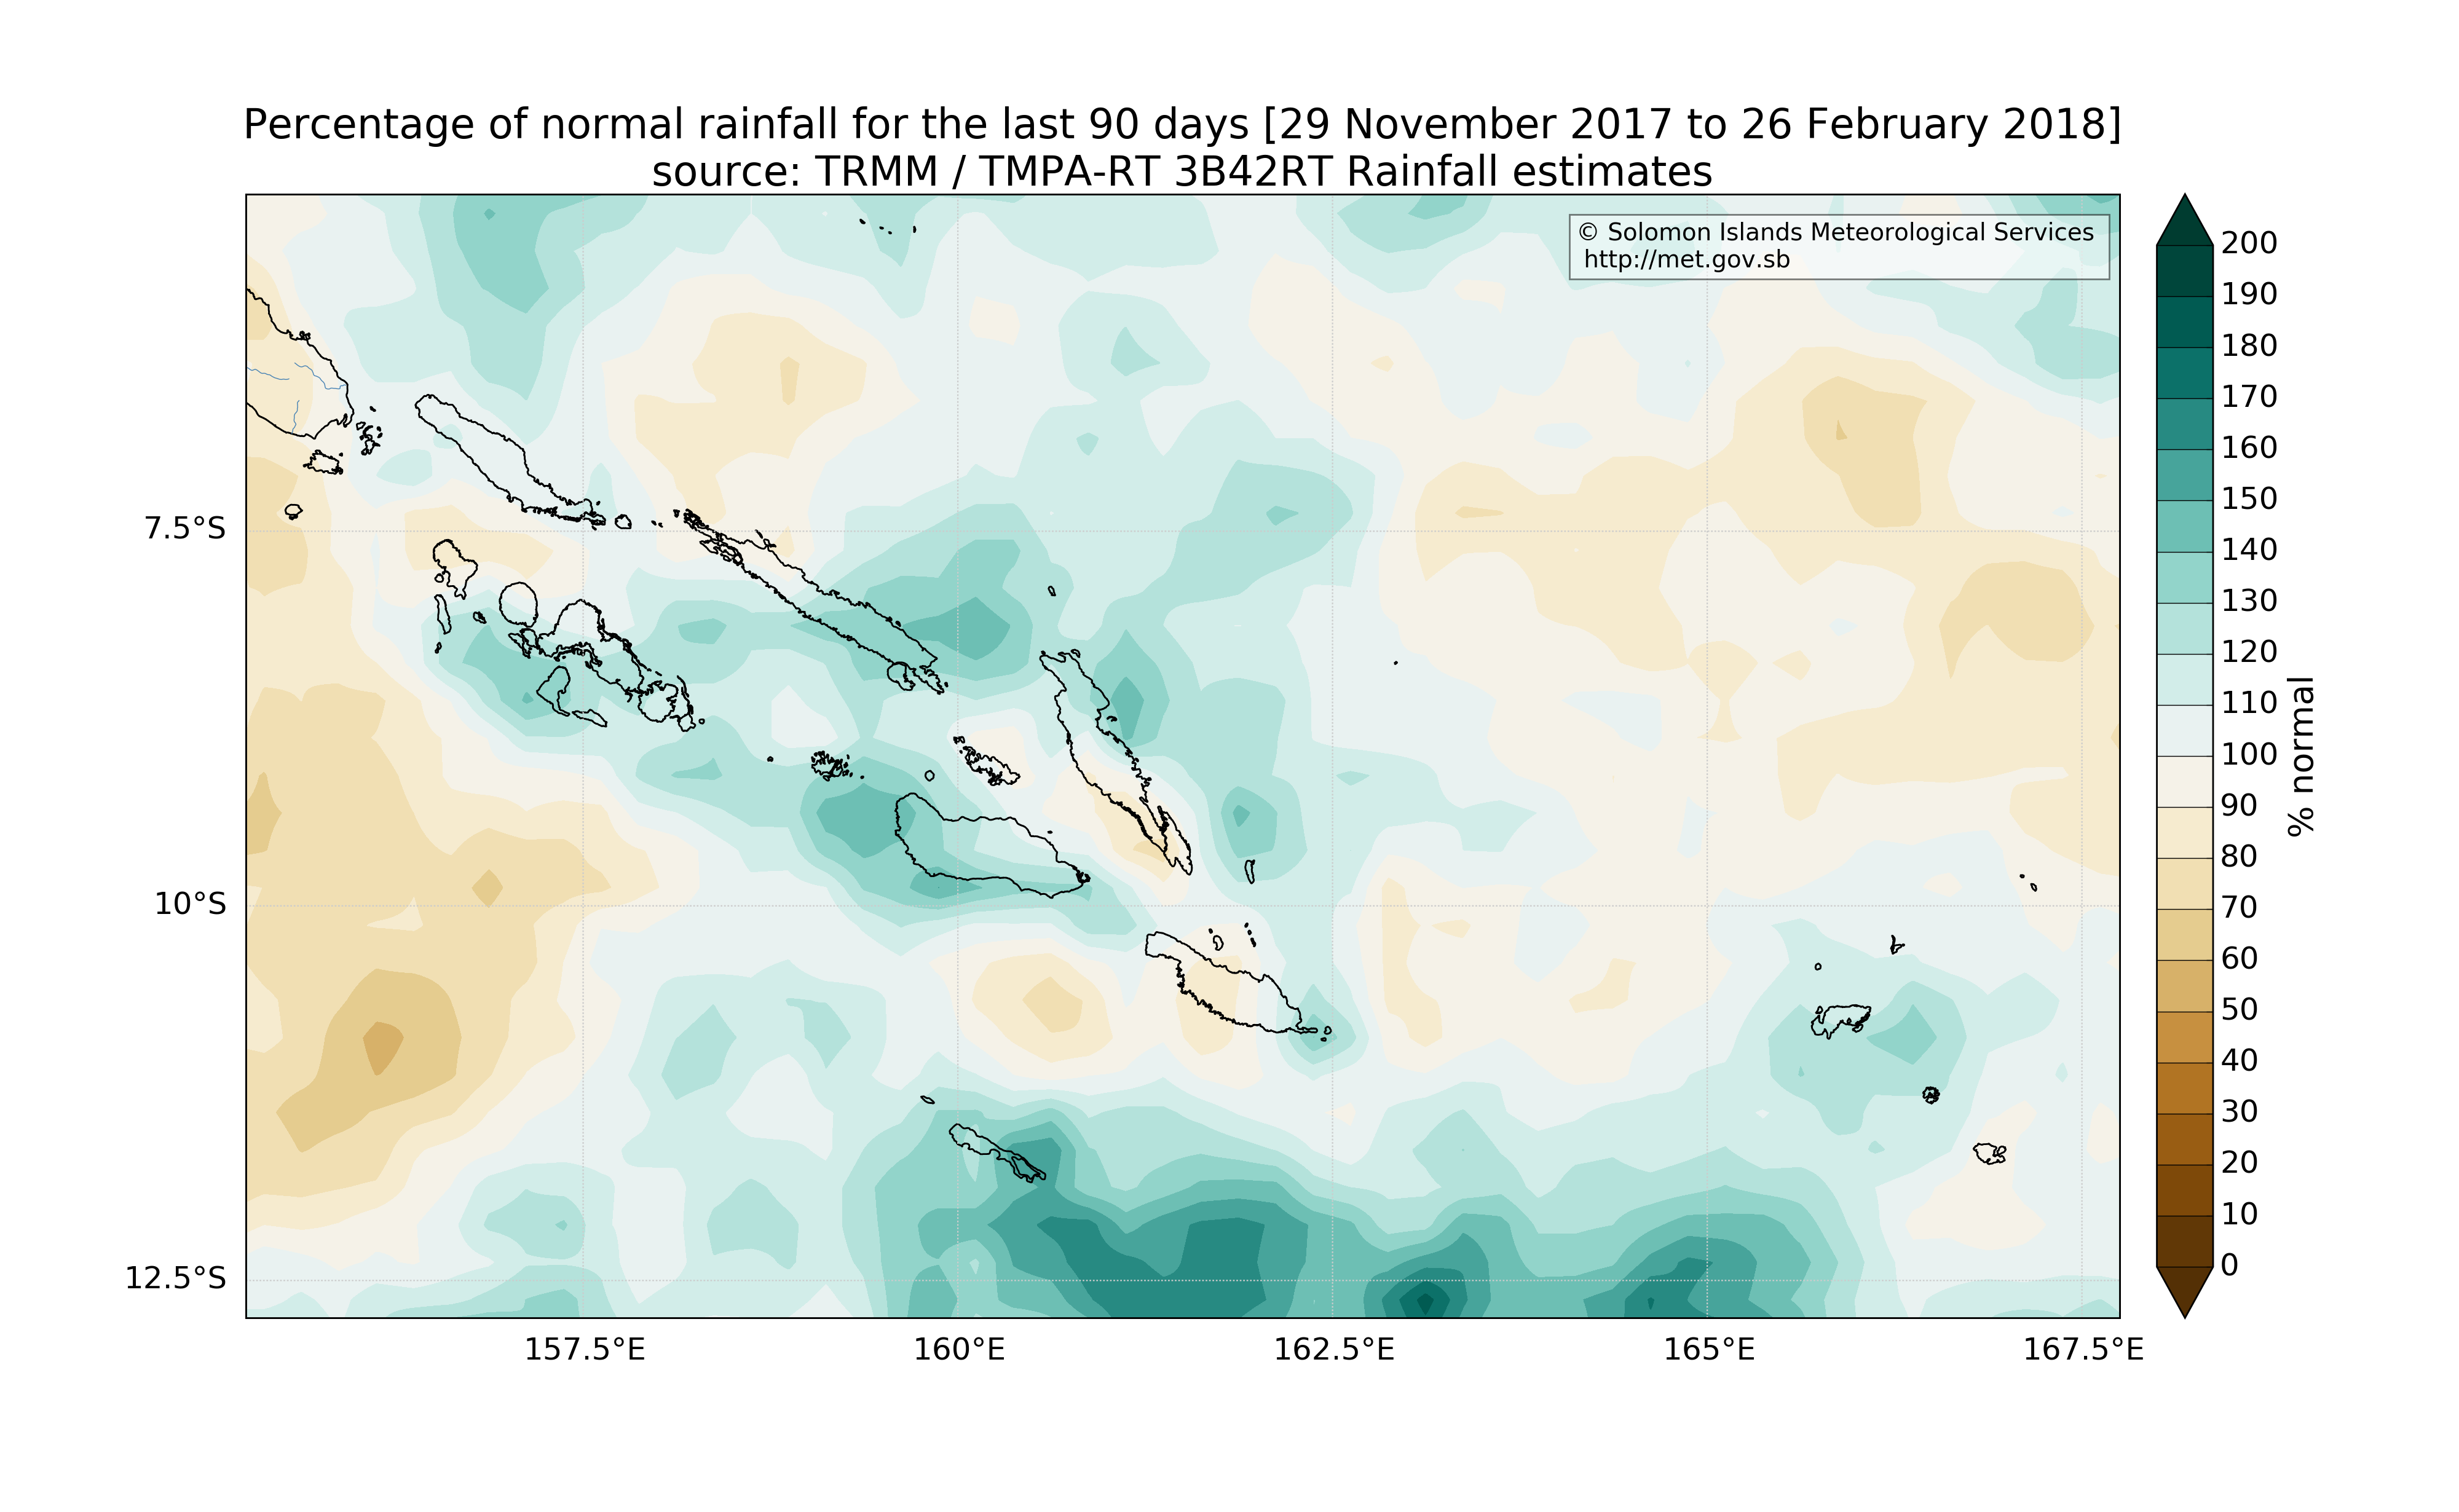 Percentage of normal rainfall for the last 90 days [29 November 2017 to 26 February 2018]
source: TRMM / TMPA-RT 3B42RT Rainfall estimates
© Solomon Islands Meteorological Services
http://met.gov.sb
7.5°S
10°S
12.5°S
157.5°E
160°E
162.5°E
165°E
167.5°E
200
190
180
170
160
150
140
130
120
110
100
90
80
70
60
50
40
30
20
10
0
% normal